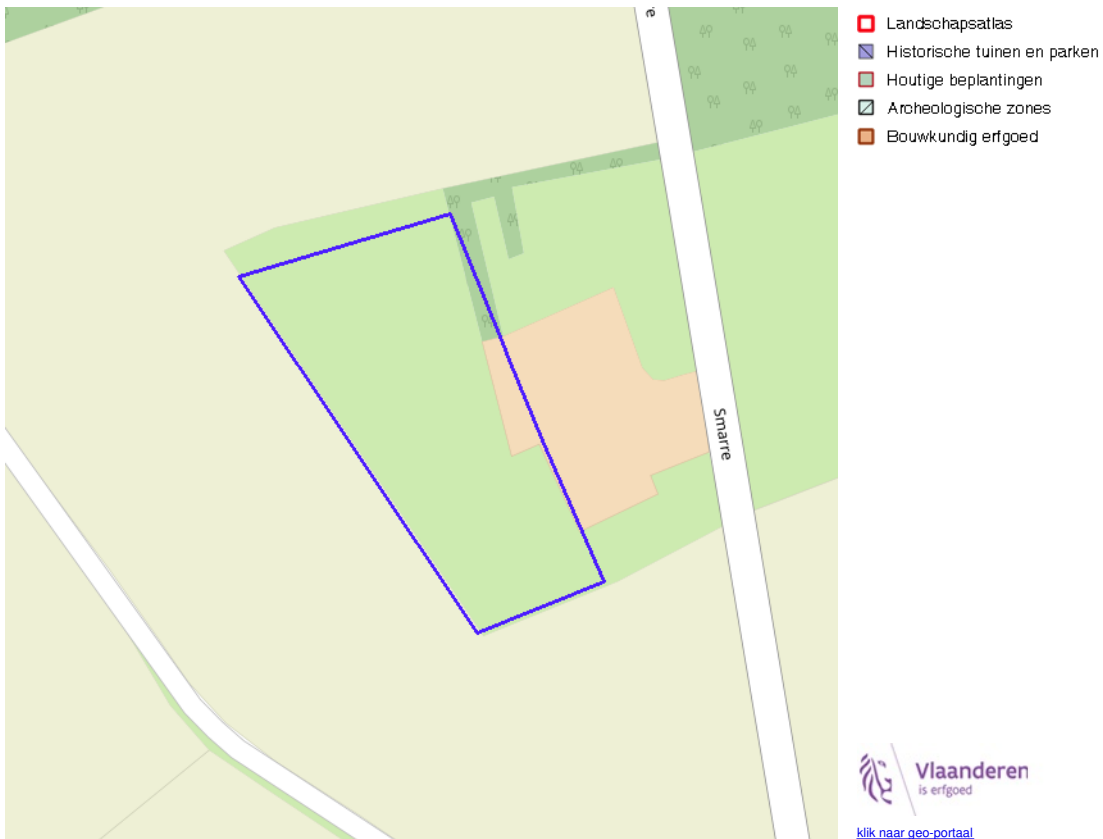 re
Smarre
Landschapsatlas
Historische tuinen en parken
Houtige beplantingen
Archeologische zones
Bouwkundig erfgoed
Vlaanderen
is erfgoed
klik naar geo-portaal